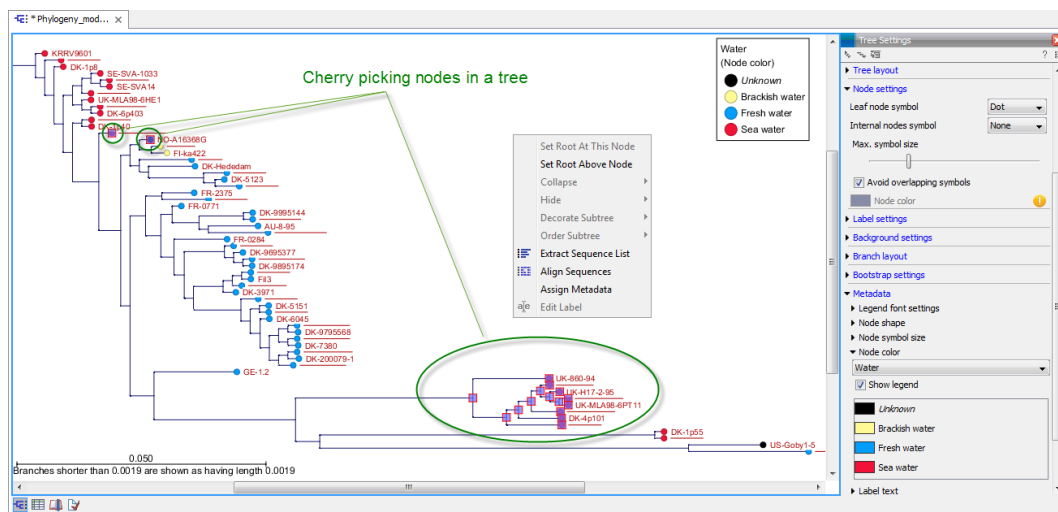 * Phylogeny_mod...
Cherry picking nodes in a tree
KRRV9601
DK-1p8
SE-SVA-1033
SE-SVA14
UK-MLA98-6HE1
DK-6p403
NO-A16368G
FI-ka422
DK-Hededam
DK-5123
FR-2375
FR-0771
DK-9995144
AU-8-95
FR-0284
DK-9695377
DK-9895174
Fil3
DK-3971
DK-5151
DK-6045
DK-9795568
DK-7380
DK-200079-1
GE-1.2
UK-860-94
UK-H17-2-95
UK-MLA98-6PT11
DK-4p101
DK-1p55
US-Goby1-5
0.050
Branches shorter than 0.0019 are shown as having length 0.0019
Water
(Node color)
Unknown
Brackish water
Fresh water
Sea water
Set Root At This Node
Set Root Above Node
Collapse
Hide
Decorate Subtree
Order Subtree
Extract Sequence List
Align Sequences
Assign Metadata
Edit Label
Tree Settings
?
Tree layout
Node settings
Leaf node symbol Dot
Internal nodes symbol None
Max. symbol size
Avoid overlapping symbols
Node color
Label settings
Background settings
Branch layout
Bootstrap settings
Metadata
Legend font settings
Node shape
Node symbol size
Node color
Water
Show legend
Unknown
Brackish water
Fresh water
Sea water
Label text